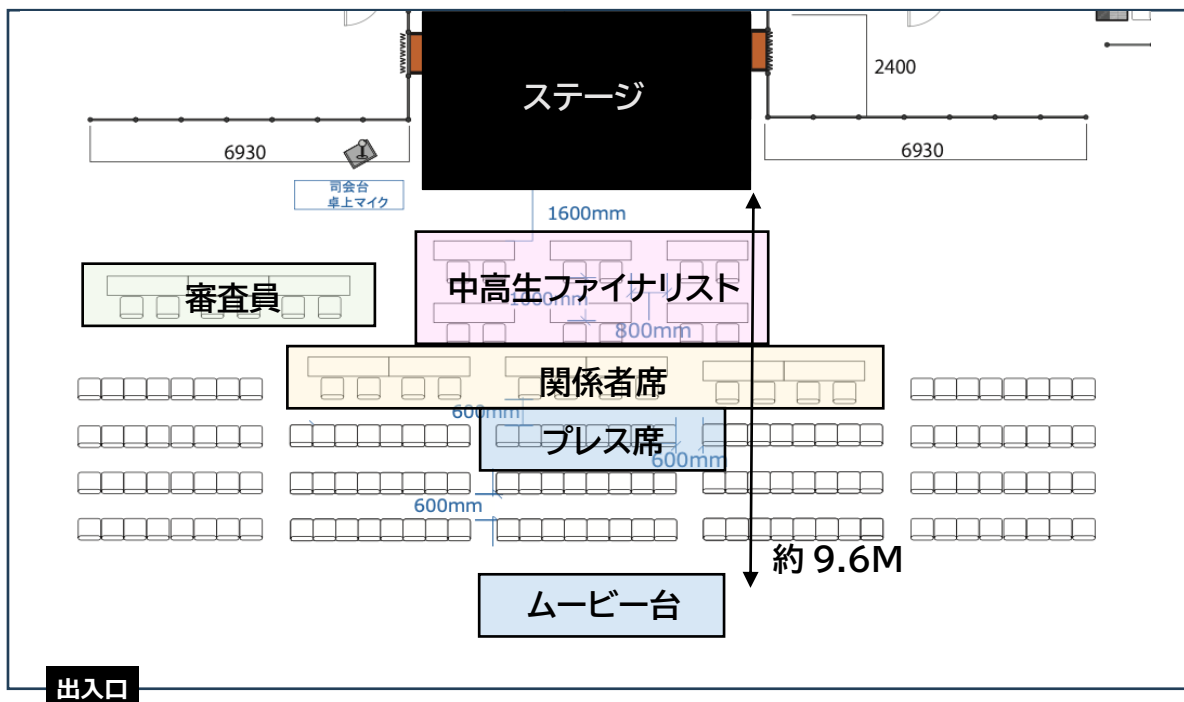 ステージ
2400
6930
6930
司会台
卓上マイク
1600mm
中高生ファイナリスト
審査員
1000mm
800mm
関係者席
600mm
プレス席
600mm
600mm
約 9.6M
ムービー台
出入口